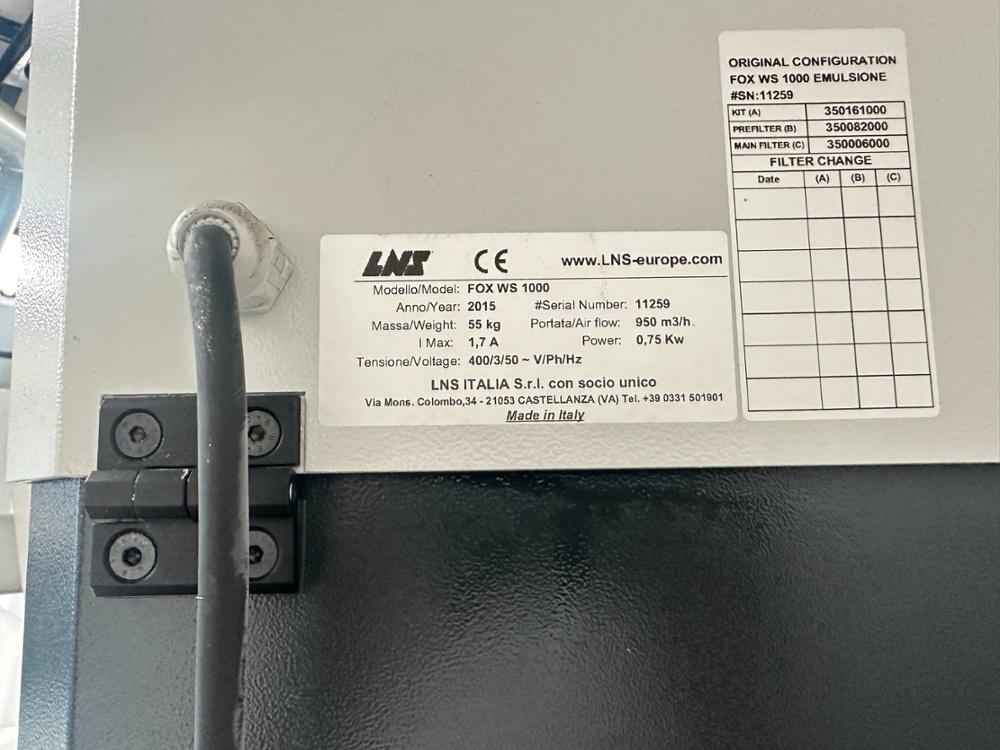 ORIGINAL CONFIGURATION
FOX WS 1000 EMULSIONE
#SN:11259
KIT (A) 350161000
PREFILTER (B) 350082000
MAIN FILTER (C) 350006000
FILTER CHANGE
Date (A) (B) (C)
LNS CE www.LNS-europe.com
Modello/Model: FOX WS 1000
Anno/Year: 2015 #Serial Number: 11259
Massa/Weight: 55 kg Portata/Air flow: 950 m3/h
I Max: 1,7 A Power: 0,75 Kw
Tensione/Voltage: 400/3/50 ~ V/Ph/Hz
LNS ITALIA S.r.l. con socio unico
Via Mons. Colombo,34 - 21053 CASTELLANZA (VA) Tel. +39 0331 501901
Made in Italy